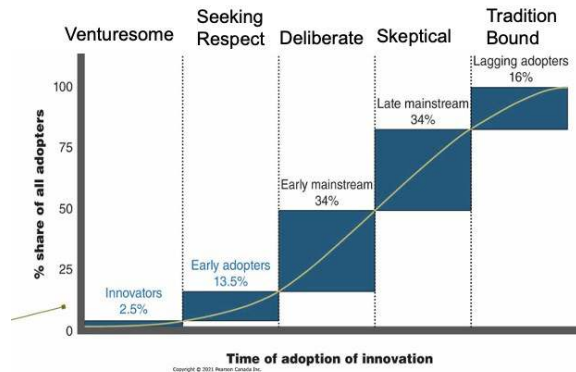 Venturesome
Seeking
Respect
Deliberate
Skeptical
Tradition
Bound
% share of all adopters
100
75
50
25
0
Innovators
2.5%
Early adopters
13.5%
Early mainstream
34%
Late mainstream
34%
Lagging adopters
16%
Time of adoption of innovation
Copyright © 2021 Pearson Canada Inc.